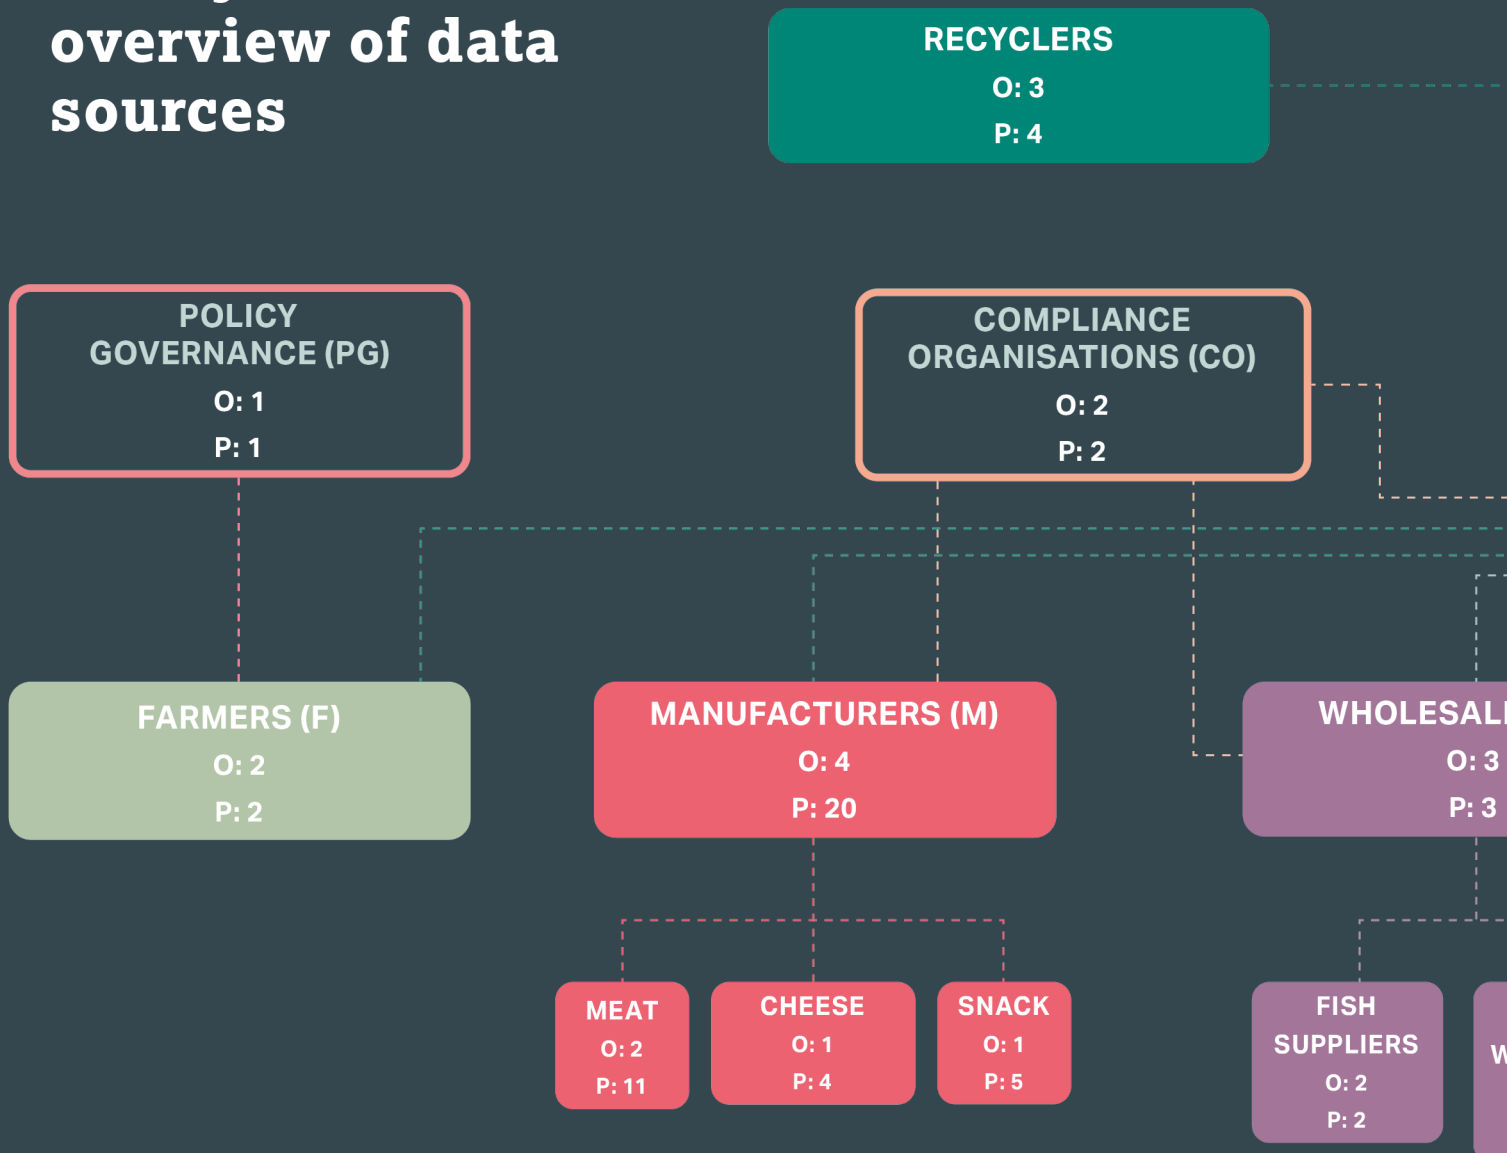 overview of data
sources
RECYCLERS
O: 3
P: 4
POLICY
GOVERNANCE (PG)
O: 1
P: 1
COMPLIANCE
ORGANISATIONS (CO)
O: 2
P: 2
FARMERS (F)
O: 2
P: 2
MANUFACTURERS (M)
O: 4
P: 20
O: 3
P: 3
MEAT
O: 2
P: 11
CHEESE
O: 1
P: 4
SNACK
O: 1
P: 5
FISH
SUPPLIERS
O: 2
P: 2